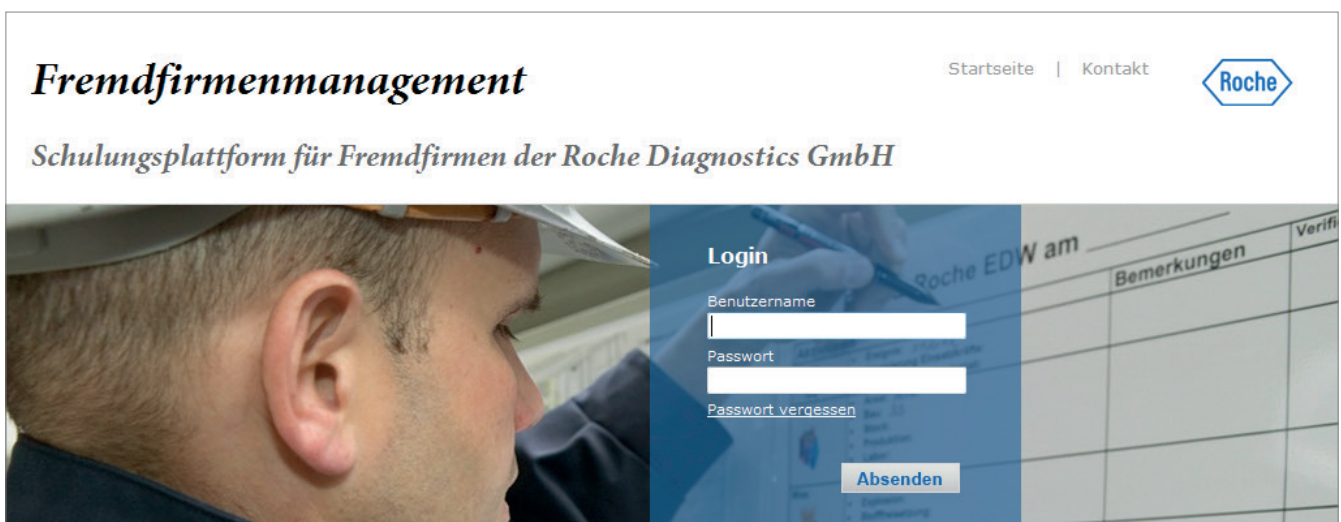 Fremdfirmenmanagement
Startseite | Kontakt
Roche
Schulungsplattform für Fremdfirmen der Roche Diagnostics GmbH
Login
Benutzername
Passwort
Passwort vergessen
Absenden
Roche EDW am
Bemerkungen